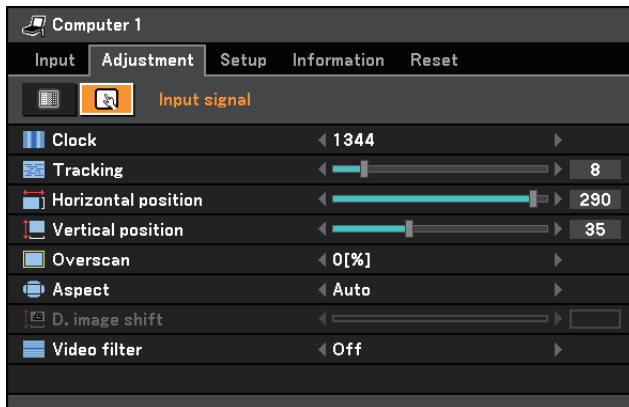 Computer 1
Input Adjustment Setup Information Reset
Input signal
Clock 1344
Tracking 8
Horizontal position 290
Vertical position 35
Overscan 0[%]
Aspect Auto
D. image shift
Video filter Off